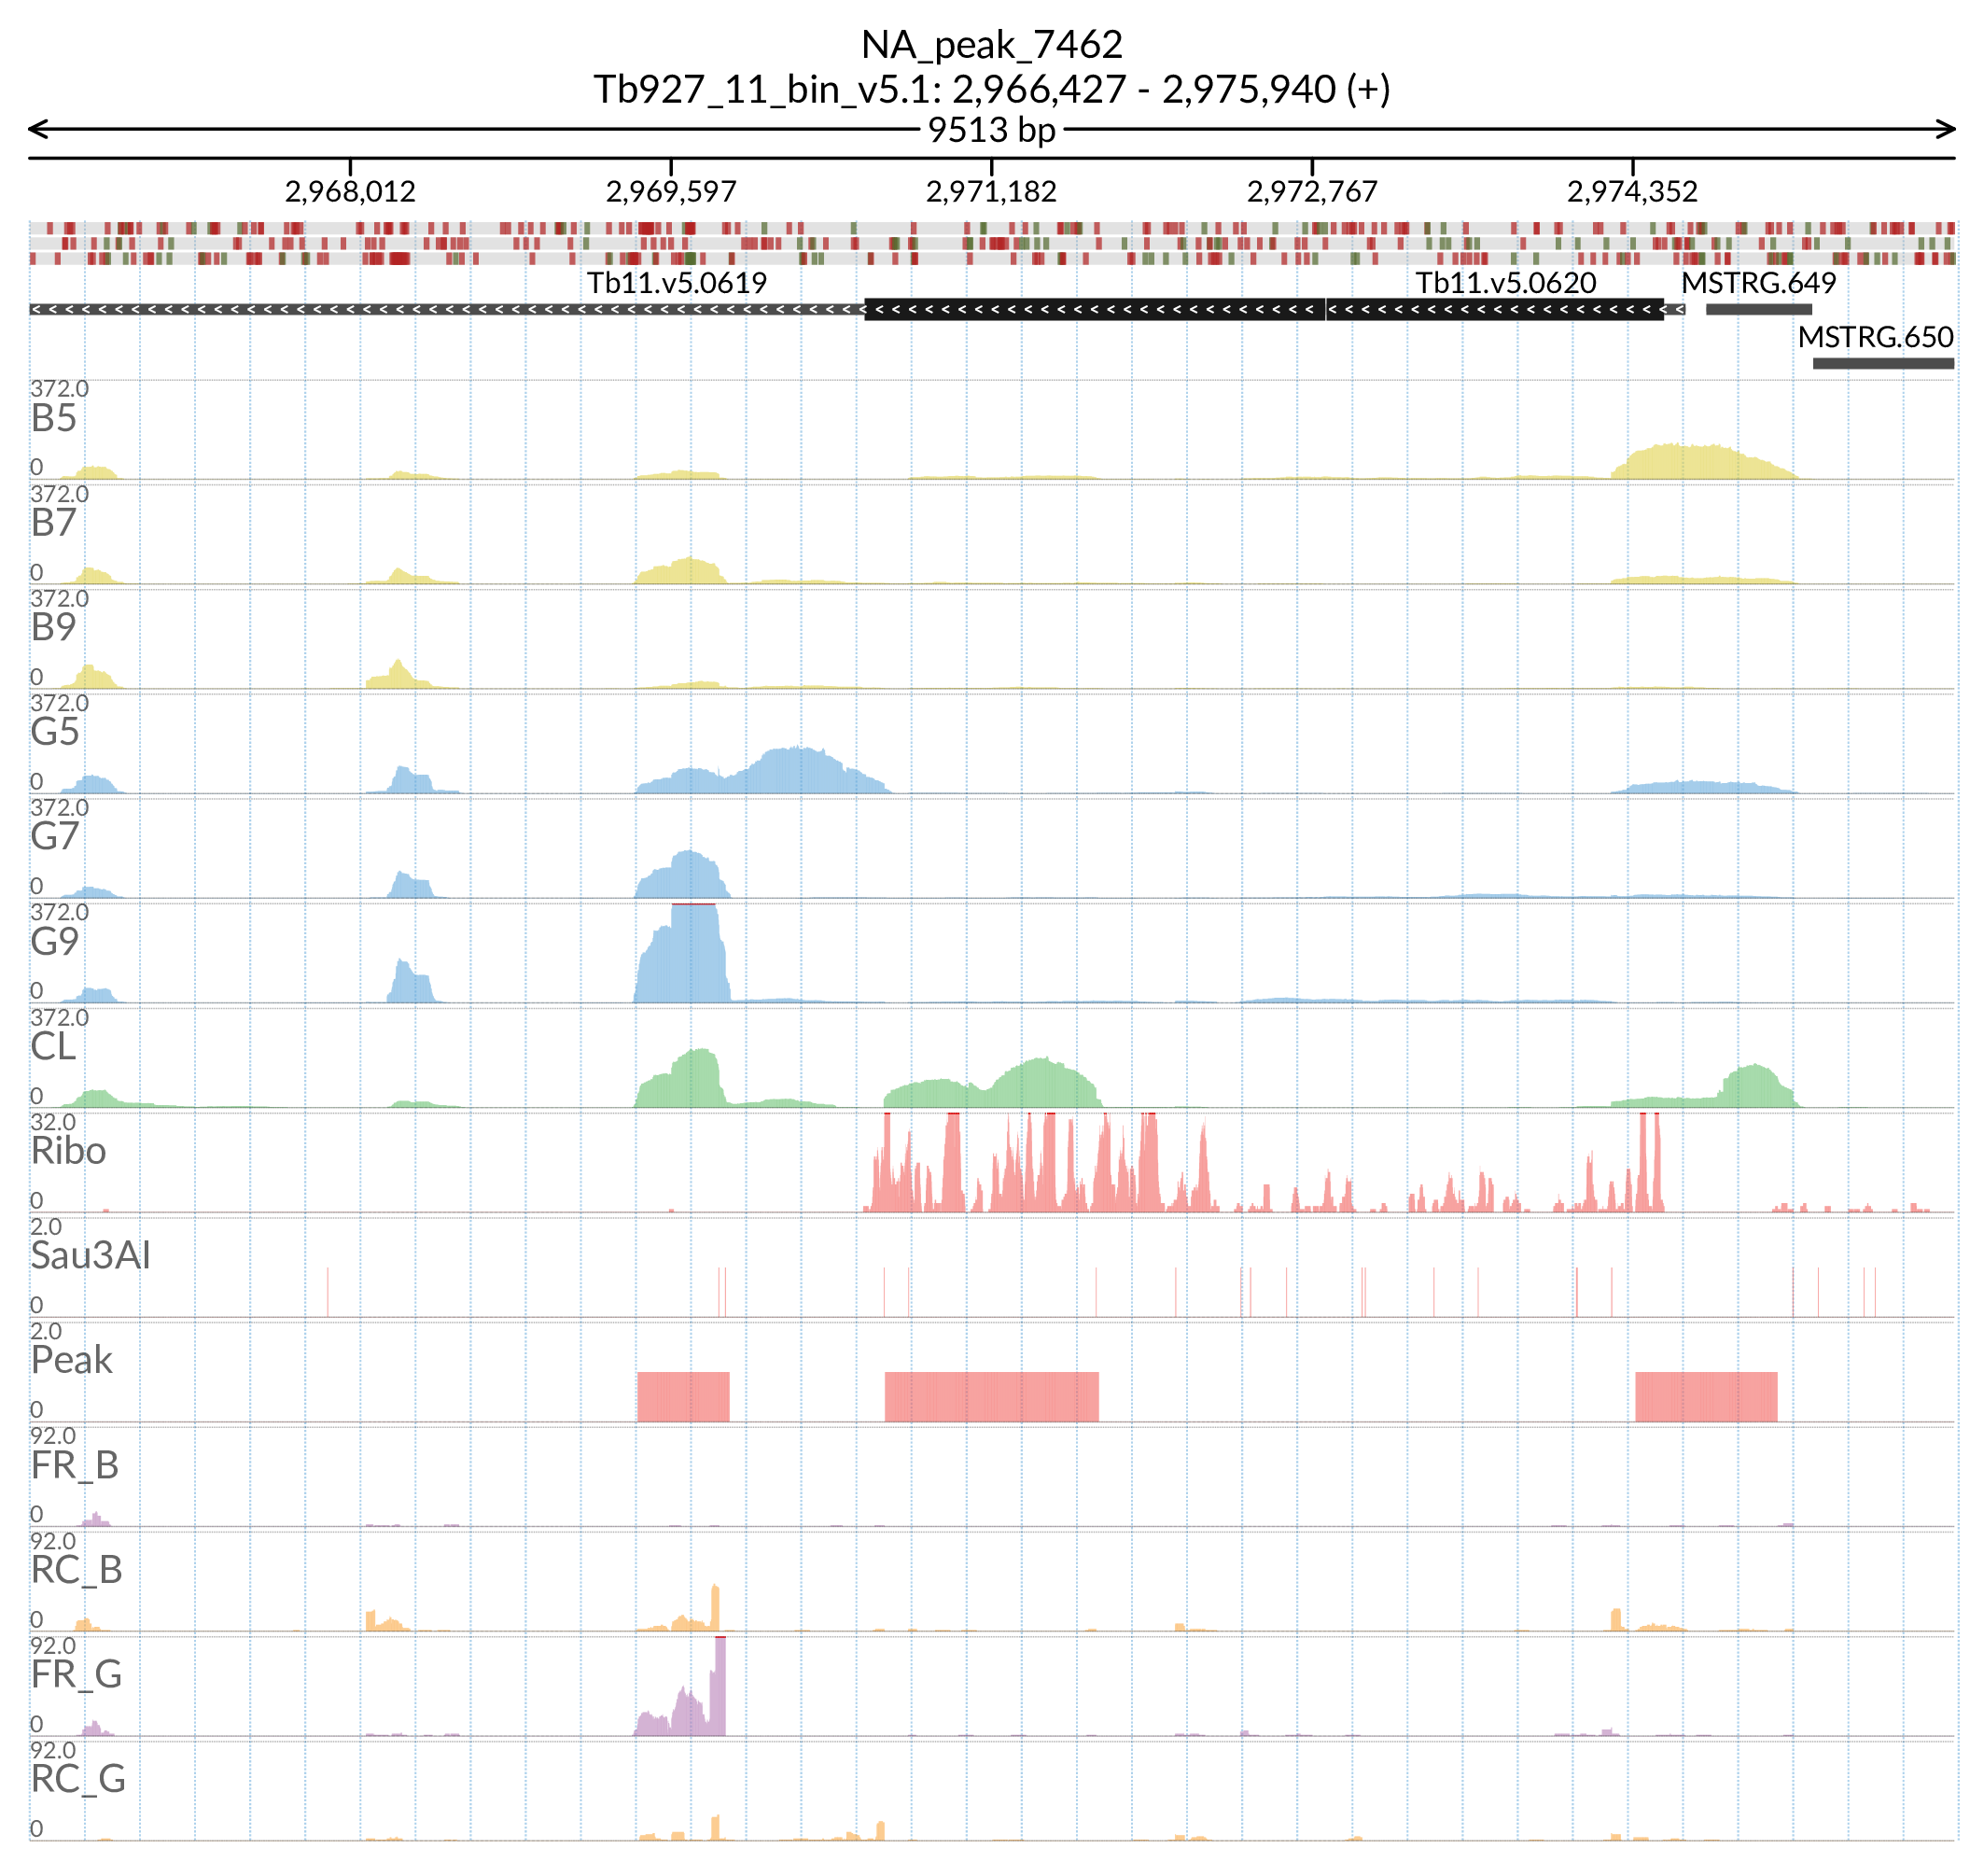 NA_peak_7462
Tb927_11_bin_v5.1: 2,966,427 - 2,975,940 (+)
9513 bp
2,968,012 2,969,597 2,971,182 2,972,767 2,974,352
Tb11.v5.0619 Tb11.v5.0620 MSTRG.649
MSTRG.650
372.0
B5
0
372.0
B7
0
372.0
B9
0
372.0
G5
0
372.0
G7
0
372.0
G9
0
372.0
CL
0
32.0
Ribo
0
2.0
Sau3AI
0
2.0
Peak
0
92.0
FR_B
0
92.0
RC_B
0
92.0
FR_G
0
92.0
RC_G
0